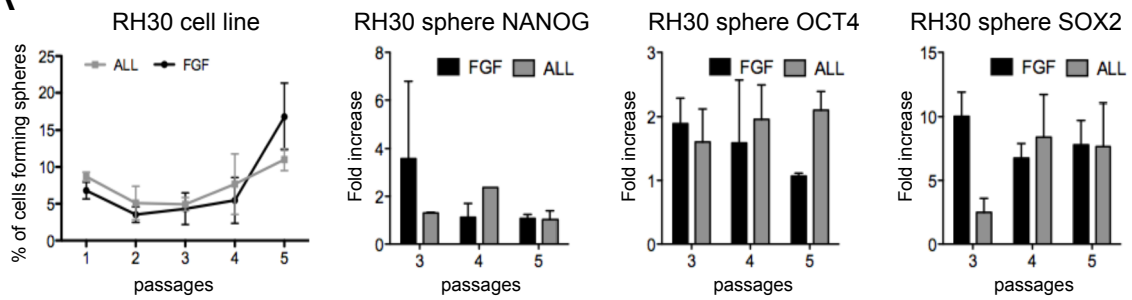 A
RH30 cell line
RH30 sphere NANOG
RH30 sphere OCT4
RH30 sphere SOX2
% of cells forming spheres
25
20
15
10
5
0
ALL
FGF
1 2 3 4 5
passages
Fold increase
8
6
4
2
0
FGF
ALL
3 4 5
passages
Fold increase
3
2
1
0
FGF
ALL
3 4 5
passages
Fold increase
15
10
5
0
FGF
ALL
3 4 5
passages